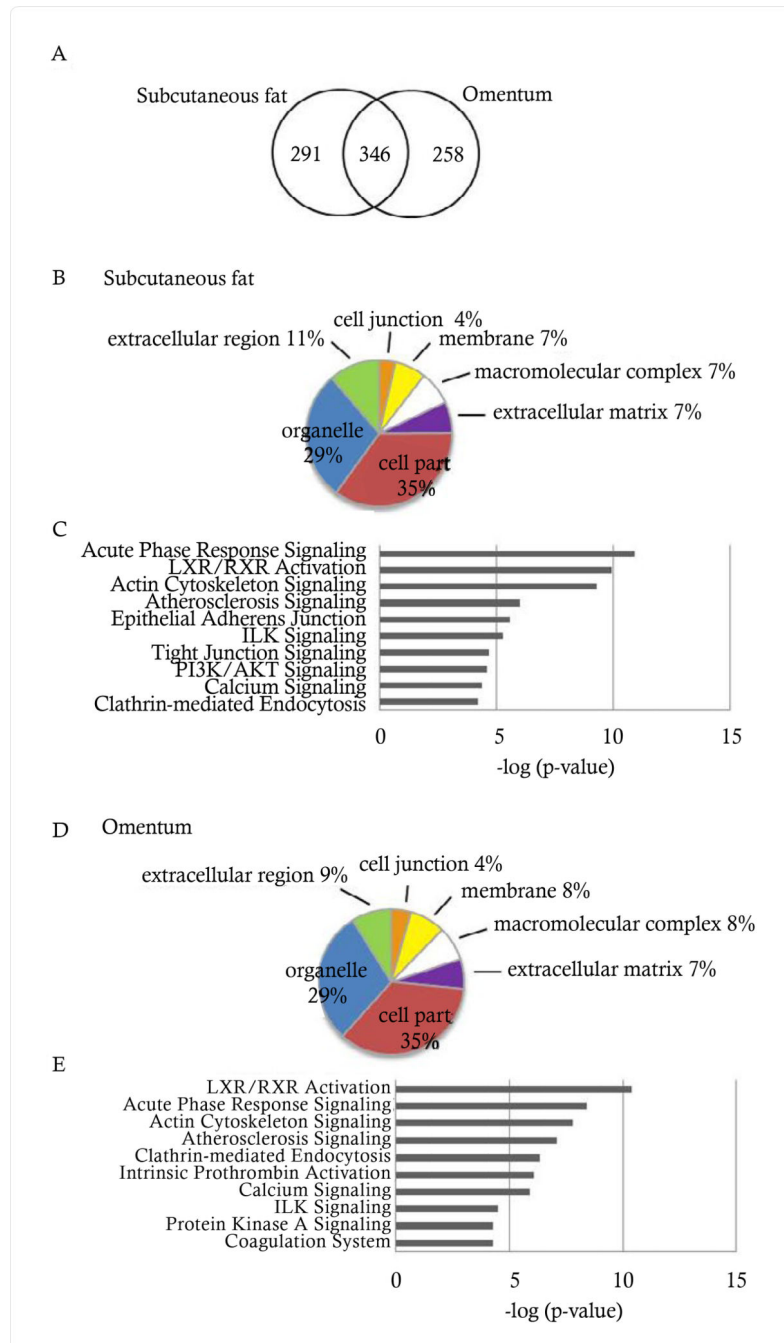 A
Subcutaneous fat
Omentum
291
346
258
B Subcutaneous fat
cell junction 4%
extracellular region 11%
membrane 7%
macromolecular complex 7%
extracellular matrix 7%
organelle
29%
cell part
35%
C
Acute Phase Response Signaling
LXR/RXR Activation
Actin Cytoskeleton Signaling
Atherosclerosis Signaling
Epithelial Adherens Junction
ILK Signaling
Tight Junction Signaling
PI3K/AKT Signaling
Calcium Signaling
Clathrin-mediated Endocytosis
0 5 10 15
-log (p-value)
D Omentum
cell junction 4%
extracellular region 9%
membrane 8%
macromolecular complex 8%
extracellular matrix 7%
organelle
29%
cell part
35%
E
LXR/RXR Activation
Acute Phase Response Signaling
Actin Cytoskeleton Signaling
Atherosclerosis Signaling
Clathrin-mediated Endocytosis
Intrinsic Prothrombin Activation
Calcium Signaling
ILK Signaling
Protein Kinase A Signaling
Coagulation System
0 5 10 15
-log (p-value)